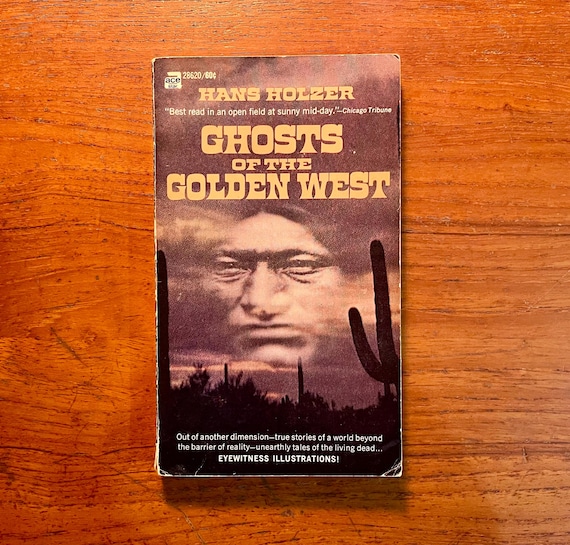 ace
star
28620/60¢
HANS HOLZER
"Best read in an open field at sunny mid-day."—Chicago Tribune
GHOSTS
OF THE
GOLDEN WEST
Out of another dimension—true stories of a world beyond
the barrier of reality—unearthly tales of the living dead...
EYEWITNESS ILLUSTRATIONS!